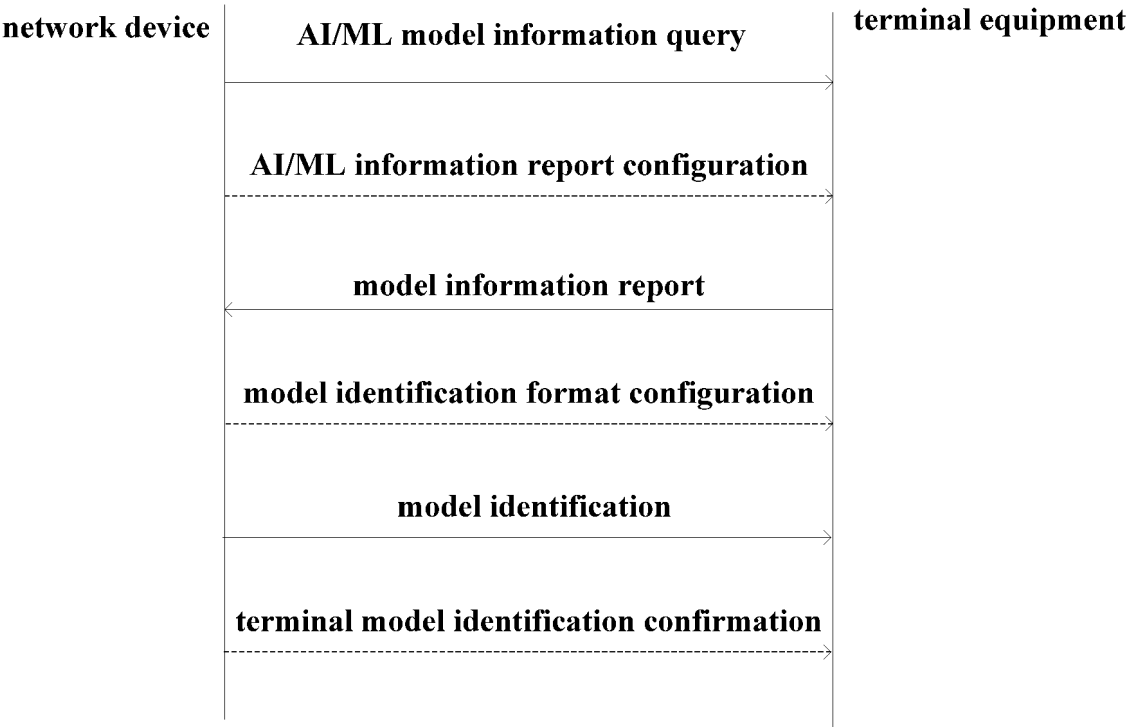 network device
terminal equipment
AI/ML model information query
AI/ML information report configuration
model information report
model identification format configuration
model identification
terminal model identification confirmation